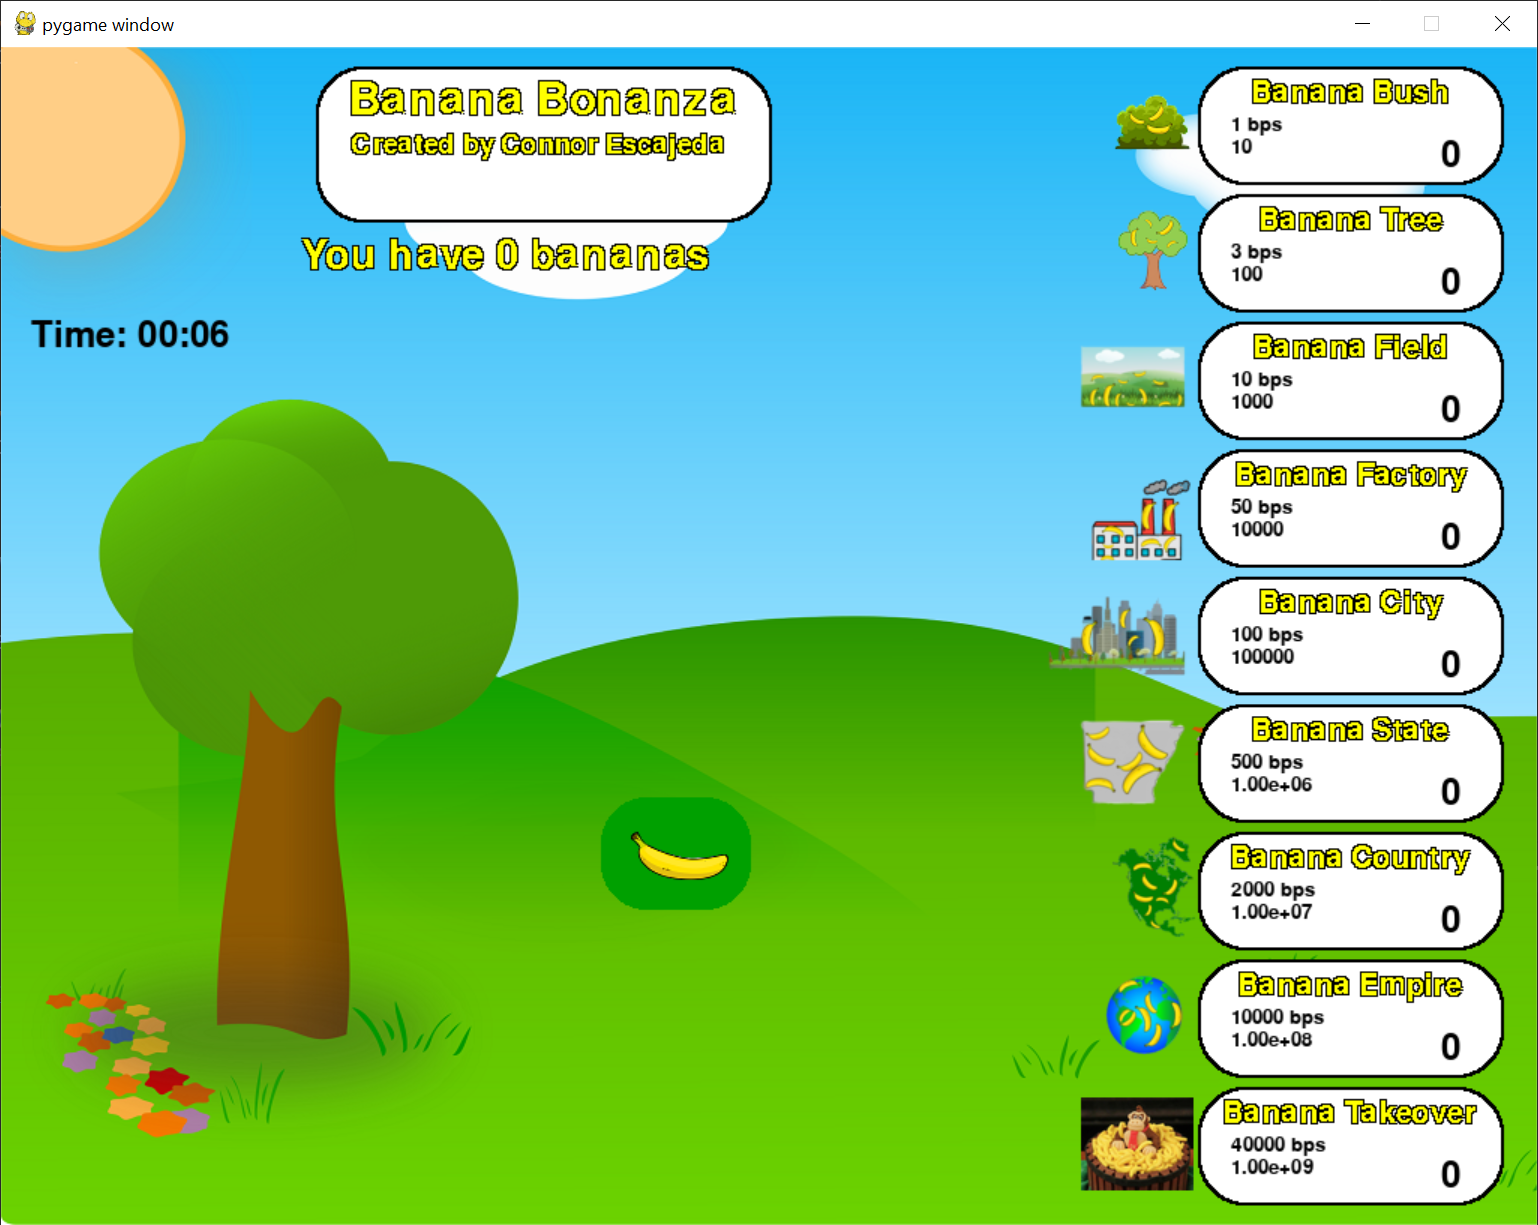 pygame window
Banana Bonanza
Created by Connor Escajeda
You have 0 bananas
Time: 00:06
Banana Bush
1 bps
10
0
Banana Tree
3 bps
100
0
Banana Field
10 bps
1000
0
Banana Factory
50 bps
10000
0
Banana City
100 bps
100000
0
Banana State
500 bps
1.00e+06
0
Banana Country
2000 bps
1.00e+07
0
Banana Empire
10000 bps
1.00e+08
0
Banana Takeover
40000 bps
1.00e+09
0